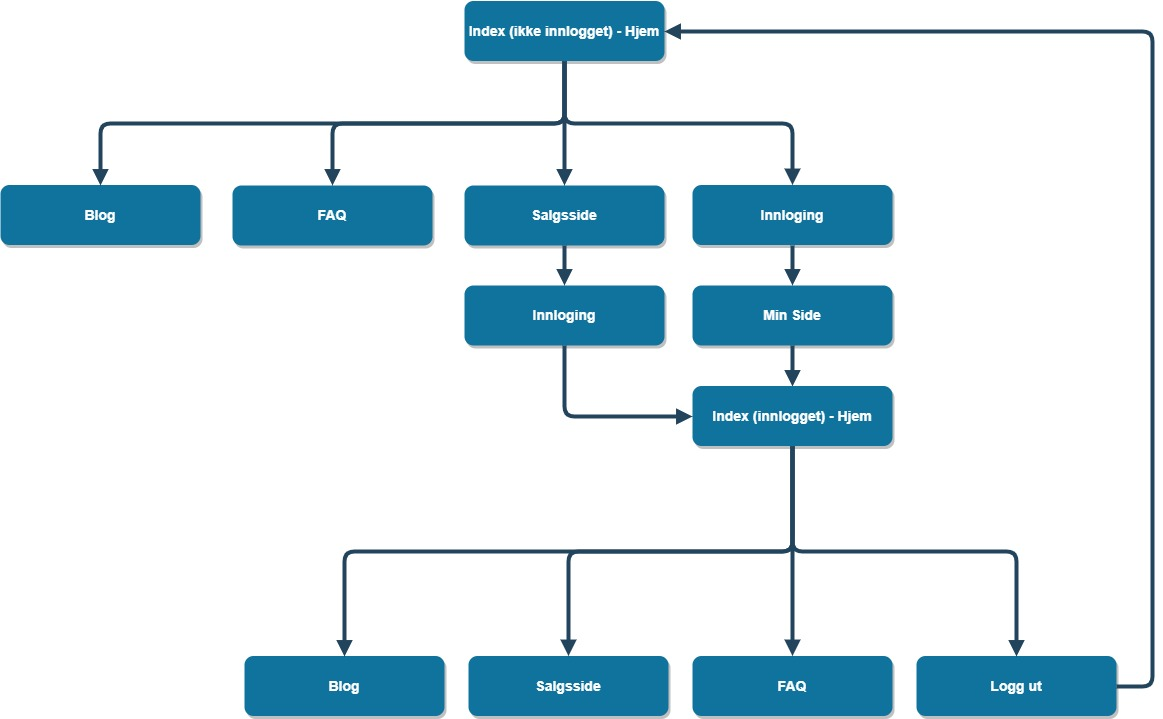 Index (ikke innlogget) - Hjem
Blog
FAQ
Salgsside
Innloging
Innloging
Min Side
Index (innlogget) - Hjem
Blog
Salgsside
FAQ
Logg ut